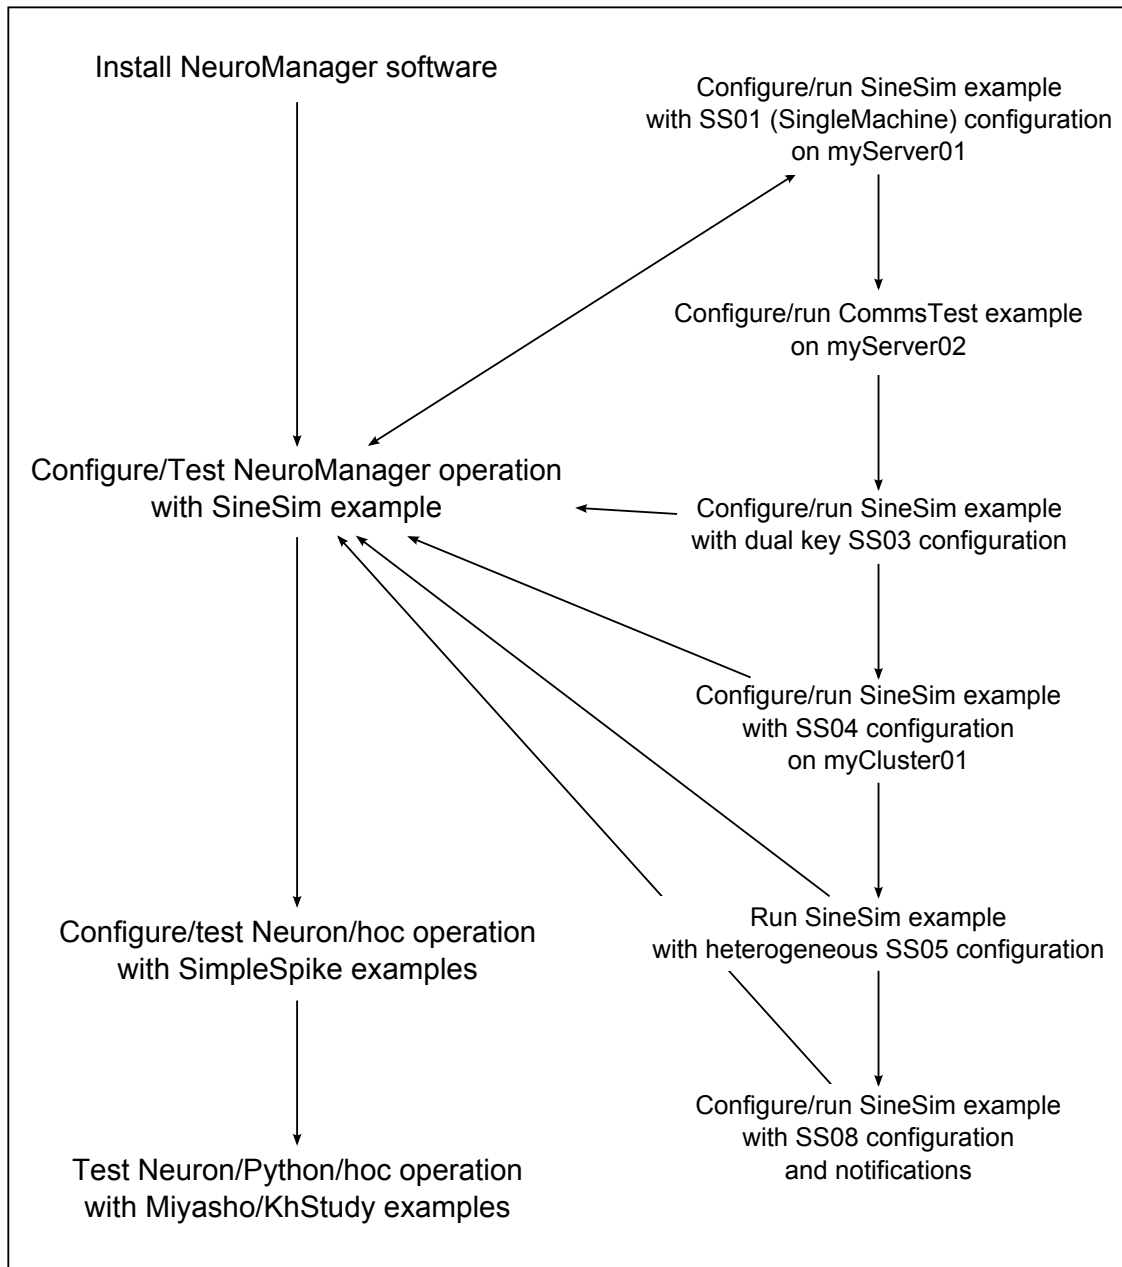 Install NeuroManager software
Configure/run SineSim example
with SS01 (SingleMachine) configuration
on myServer01
Configure/run CommsTest example
on myServer02
Configure/Test NeuroManager operation
with SineSim example
Configure/run SineSim example
with dual key SS03 configuration
Configure/run SineSim example
with SS04 configuration
on myCluster01
Configure/test Neuron/hoc operation
with SimpleSpike examples
Run SineSim example
with heterogeneous SS05 configuration
Configure/run SineSim example
with SS08 configuration
and notifications
Test Neuron/Python/hoc operation
with Miyasho/KhStudy examples